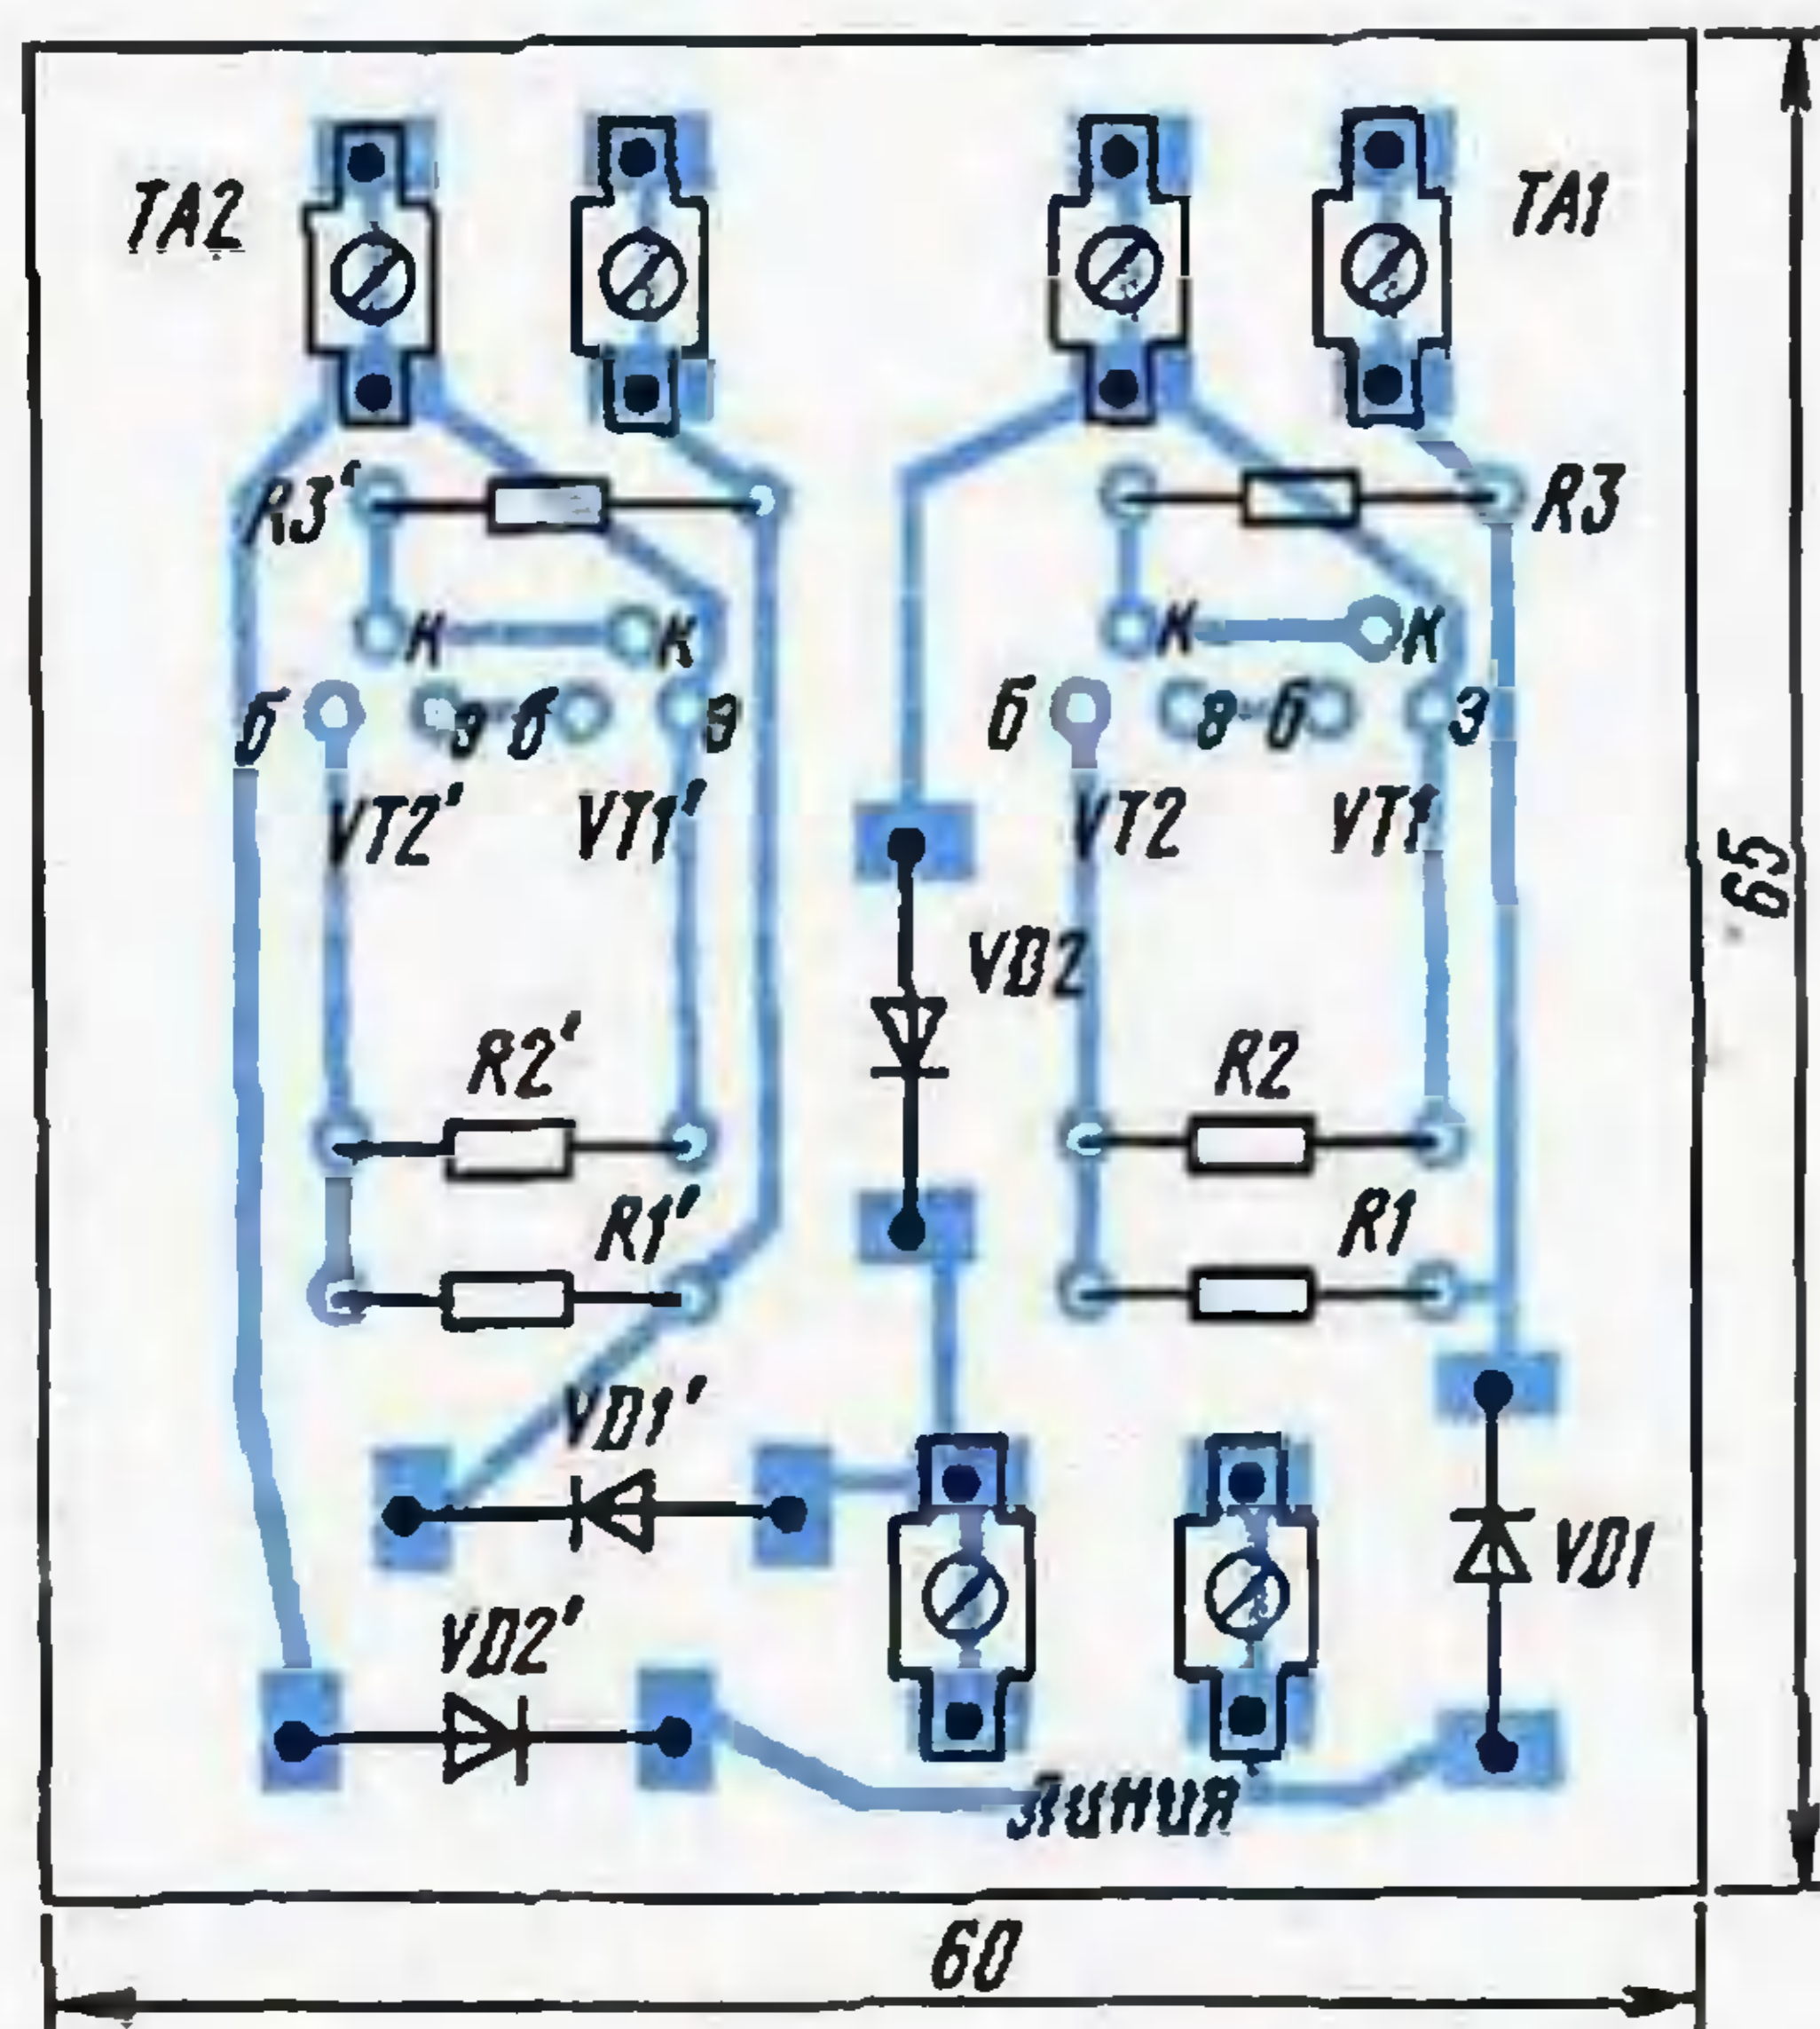 TA2 TA1
R3' R3
К К К К
б э-б э б э-б э
VT2' VT1' VT2 VT1
65
VD2
R2' R2
R1' R1
VD1'
VD1
VD2'
Линия
60